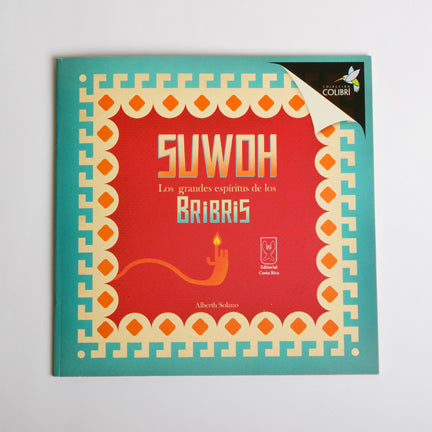 COLECCIÓN
COLIBRÍ
SUWOH
Los grandes espíritus de los
BRIBRIS
Editorial
Costa Rica
Alberth Solano